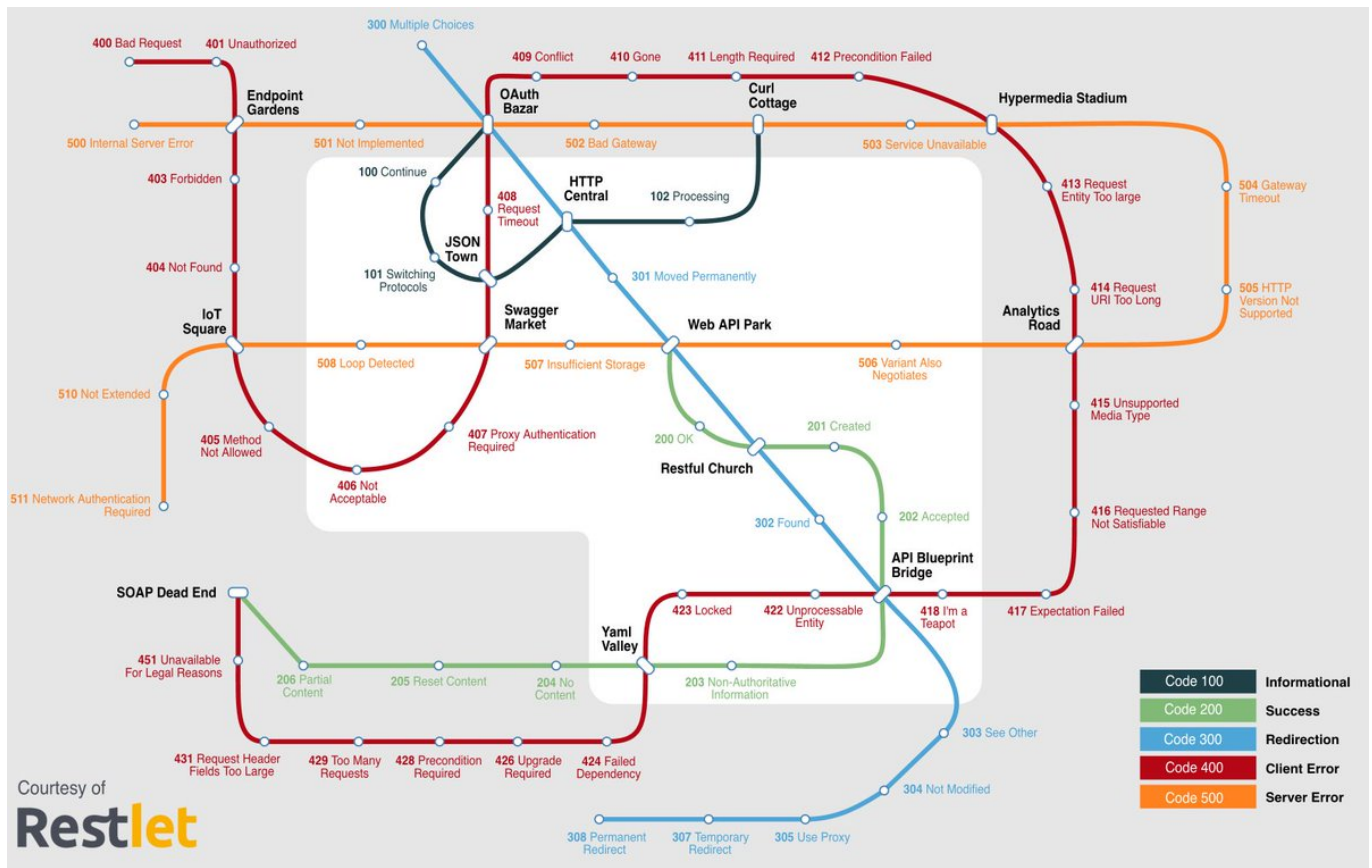 300 Multiple Choices
400 Bad Request
401 Unauthorized
409 Conflict
410 Gone
411 Length Required
412 Precondition Failed
Endpoint
Gardens
OAuth
Bazar
Curl
Cottage
Hypermedia Stadium
500 Internal Server Error
501 Not Implemented
502 Bad Gateway
503 Service Unavailable
403 Forbidden
100 Continue
408
Request
Timeout
HTTP
Central
102 Processing
413 Request
Entity Too large
504 Gateway
Timeout
JSON
Town
404 Not Found
101 Switching
Protocols
301 Moved Permanently
414 Request
URI Too Long
505 HTTP
Version Not
Supported
IoT
Square
Swagger
Market
Web API Park
Analytics
Road
508 Loop Detected
507 Insufficient Storage
506 Variant Also
Negotiates
510 Not Extended
405 Method
Not Allowed
407 Proxy Authentication
Required
200 OK
201 Created
415 Unsupported
Media Type
Restful Church
406 Not
Acceptable
511 Network Authentication
Required
302 Found
202 Accepted
416 Requested Range
Not Satisfiable
API Blueprint
Bridge
SOAP Dead End
423 Locked
422 Unprocessable
Entity
418 I'm a
Teapot
417 Expectation Failed
Yaml
Valley
451 Unavailable
For Legal Reasons
206 Partial
Content
205 Reset Content
204 No
Content
203 Non-Authoritative
Information
Code 100 Informational
Code 200 Success
Code 300 Redirection
Code 400 Client Error
Code 500 Server Error
303 See Other
431 Request Header
Fields Too Large
429 Too Many
Requests
428 Precondition
Required
426 Upgrade
Required
424 Failed
Dependency
304 Not Modified
308 Permanent
Redirect
307 Temporary
Redirect
305 Use Proxy
Courtesy of
Restlet